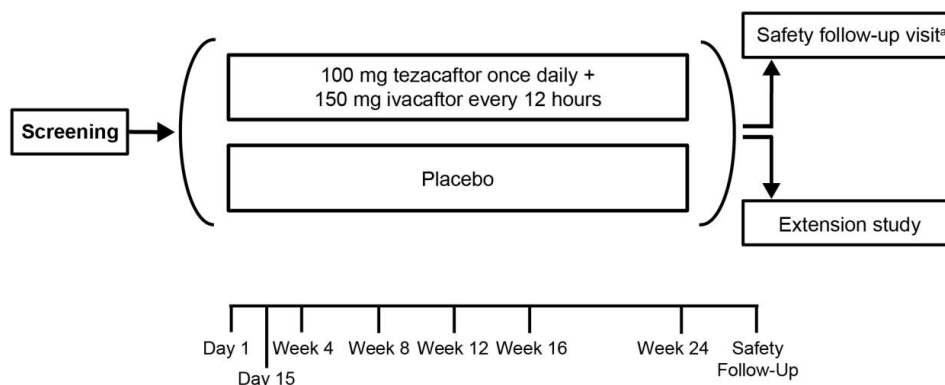 Safety follow-up visitᵃ
100 mg tezacaftor once daily +
150 mg ivacaftor every 12 hours
Screening
Placebo
Extension study
Day 1
Day 15
Week 4
Week 8
Week 12
Week 16
Week 24
Safety
Follow-Up